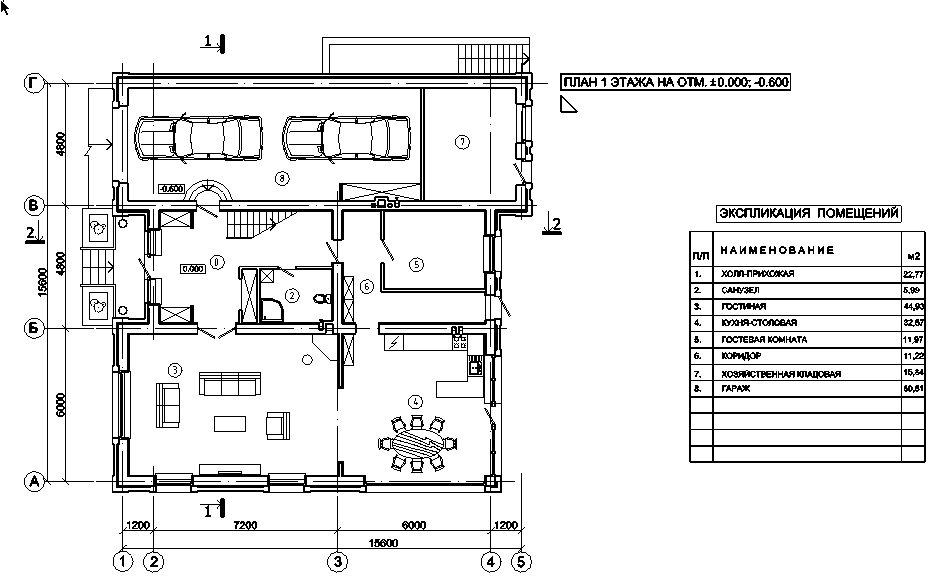 1
ПЛАН 1 ЭТАЖА НА ОТМ. ±0.000; -0.600
Г
4800
7
8
-0.600
В
ЭКСПЛИКАЦИЯ ПОМЕЩЕНИЙ
2
2
П/П НАИМЕНОВАНИЕ м2
1. ХОЛЛ-ПРИХОЖАЯ 22,77
2. САНУЗЕЛ 5,99
3. ГОСТИНАЯ 44,93
4. КУХНЯ-СТОЛОВАЯ 32,67
5. ГОСТЕВАЯ КОМНАТА 11,97
6. КОРИДОР 11,22
7. ХОЗЯЙСТВЕННАЯ КЛАДОВАЯ 15,54
8. ГАРАЖ 50,51
4800
15600
0.000
5
6
2
Б
3
4
6000
А
1
1200 7200 6000 1200
15600
1 2 3 4 5